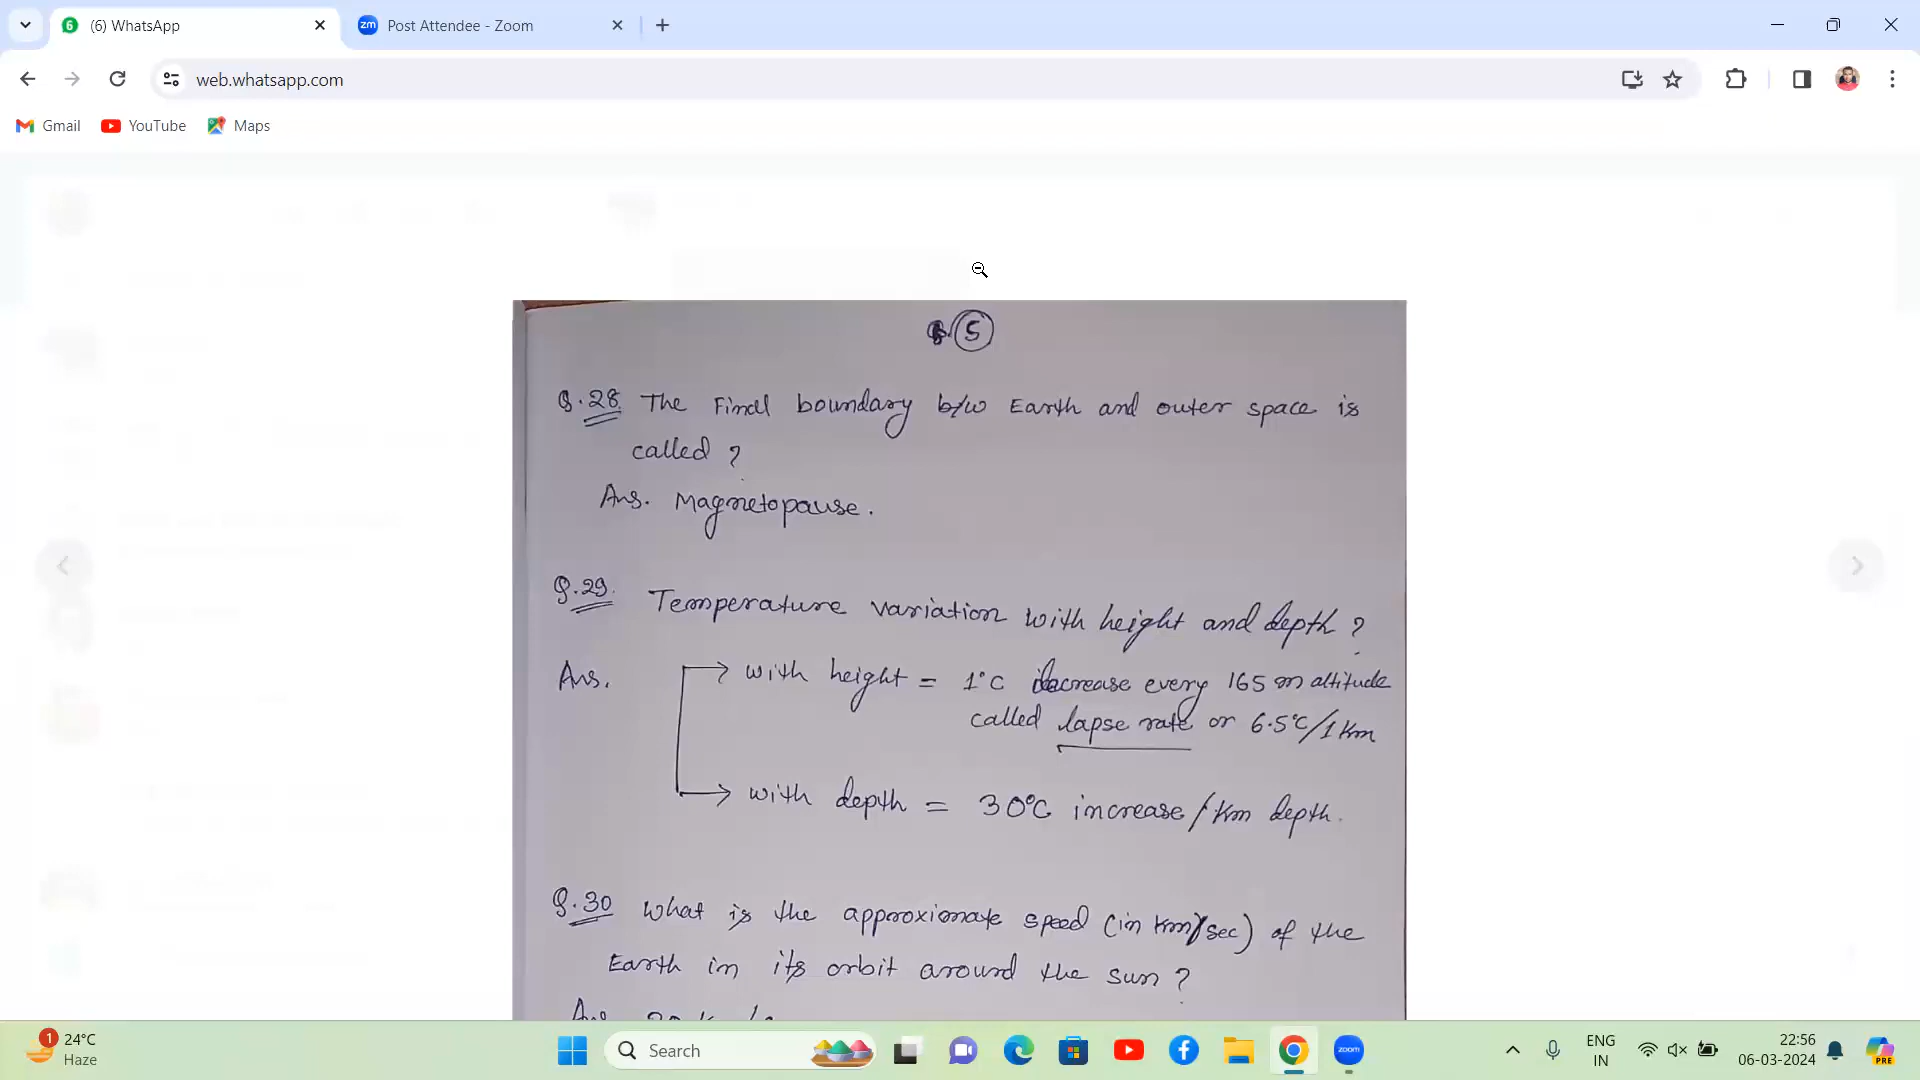 (6) WhatsApp
Post Attendee - Zoom
web.whatsapp.com
Gmail
YouTube
Maps
5
Q.28. The Final boundary b/w Earth and outer space is
called ?
Ans. Magnetopause.
Q.29. Temperature variation with height and depth ?
Ans. with height = 1°C decrease every 165 m altitude
called lapse rate or 6.5°C/1 Km
with depth = 30°C increase/Km depth.
Q.30 What is the approximate speed (in Km/sec) of the
Earth in its orbit around the sun ?
1
24°C
Haze
Search
zoom
ENG
IN
22:56
06-03-2024
PRE